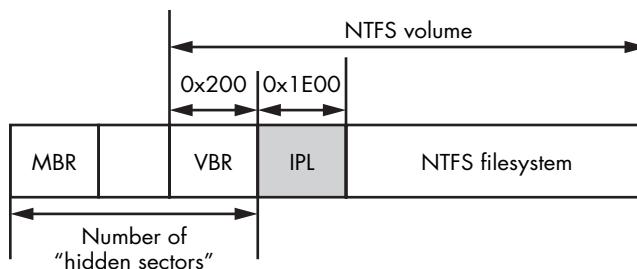 NTFS volume
0x200
0x1E00
MBR
VBR
IPL
NTFS filesystem
Number of
“hidden sectors”